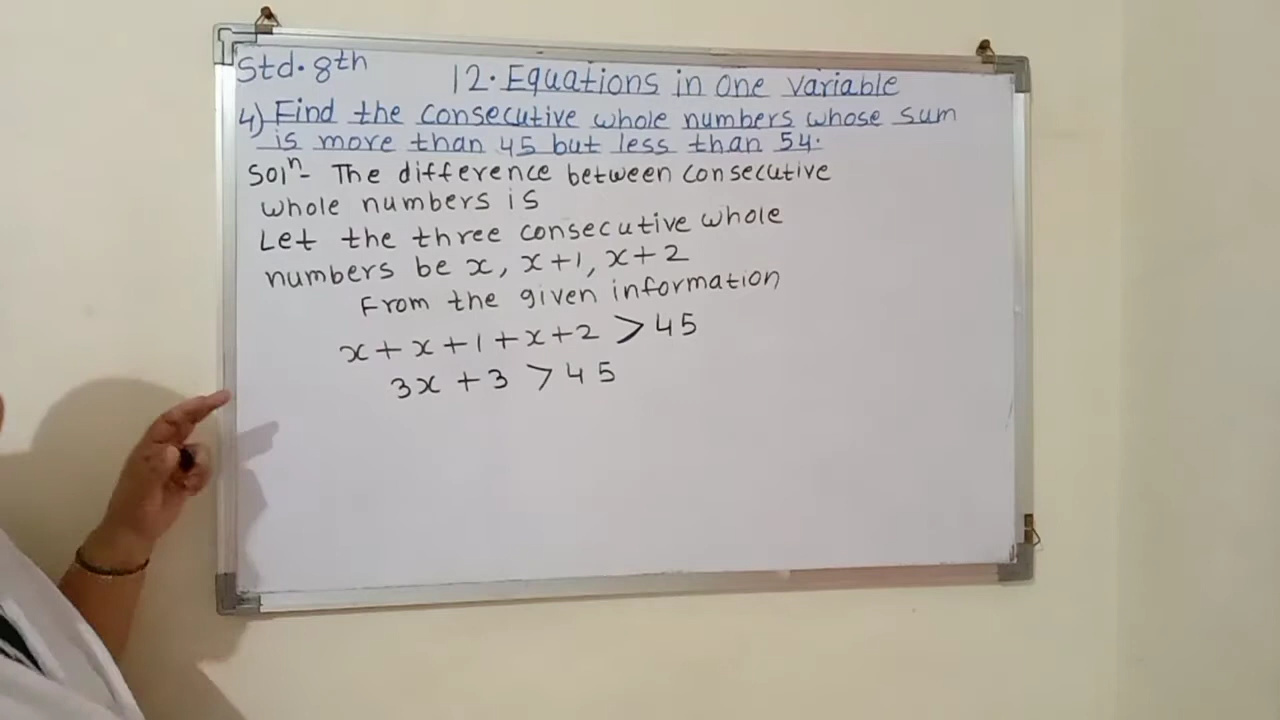 Std. 8th
12. Equations in one variable
4) Find the consecutive whole numbers whose sum
is more than 45 but less than 54.
Solⁿ- The difference between consecutive
whole numbers is
Let the three consecutive whole
numbers be x, x+1, x+2
From the given information
x + x + 1 + x + 2 > 45
3x + 3 > 45